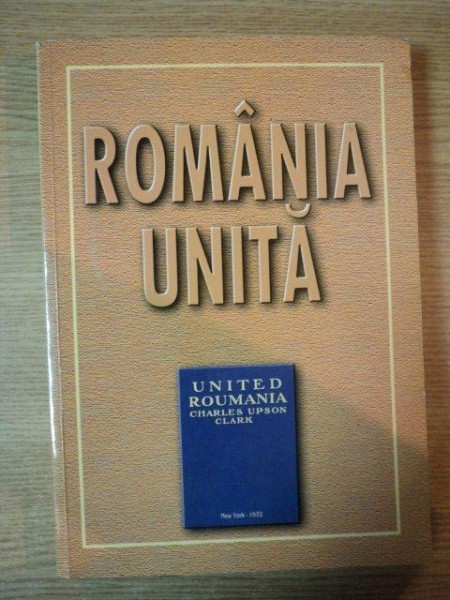 ROMÂNIA
UNITĂ
UNITED
ROUMANIA
CHARLES UPSON
CLARK
New York - 1932